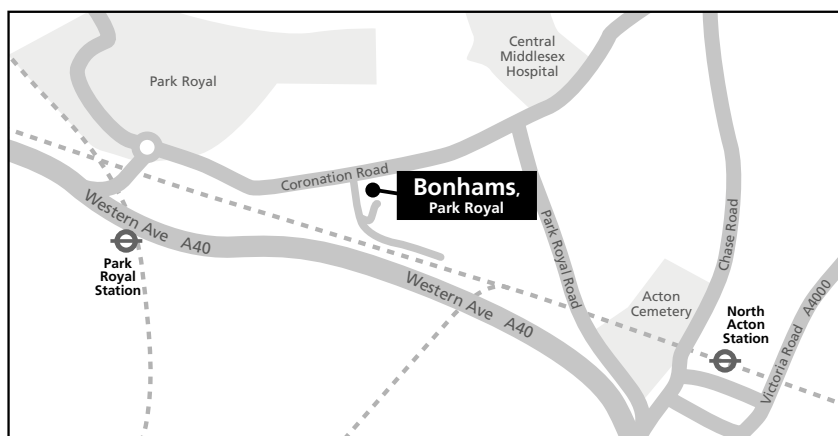 Central
Middlesex
Hospital
Park Royal
Coronation Road
Bonhams,
Park Royal
Western Ave A40
Park
Royal
Station
Park Royal Road
Chase Road
Western Ave A40
Acton
Cemetery
North
Acton
Station
Victoria Road A4000